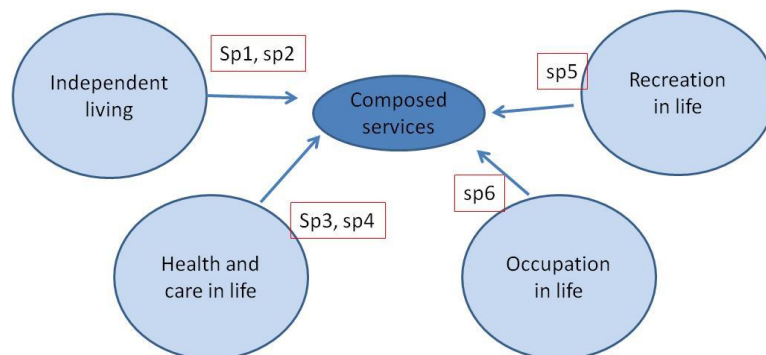 Sp1, sp2
Independent
living
Composed
services
sp5
Recreation
in life
Sp3, sp4
Health and
care in life
sp6
Occupation
in life